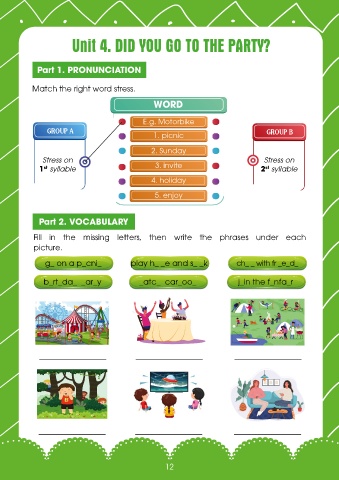 Unit 4. DID YOU GO TO THE PARTY?
Part 1. PRONUNCIATION
Match the right word stress.
WORD
E.g. Motorbike
GROUP A
GROUP B
1. picnic
2. Sunday
Stress on
1st syllable
3. invite
Stress on
2nd syllable
4. holiday
5. enjoy
Part 2. VOCABULARY
Fill in the missing letters, then write the phrases under each
picture.
g_ on a p_cni_
play h_ _e and s_ _k
ch_ _ with fr_e_d_
b_rt_da_ _ar_y
_atc_ car_oo_
j_in the f_nfa_r
12